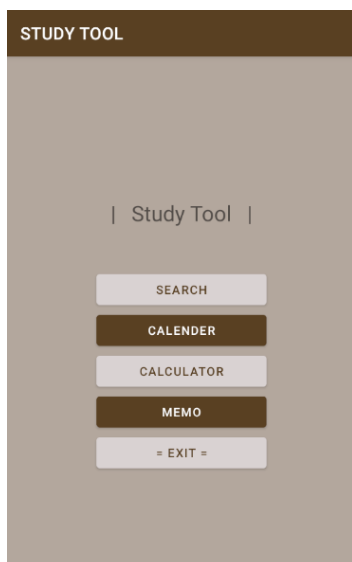 STUDY TOOL
| Study Tool |
SEARCH
CALENDER
CALCULATOR
MEMO
= EXIT =